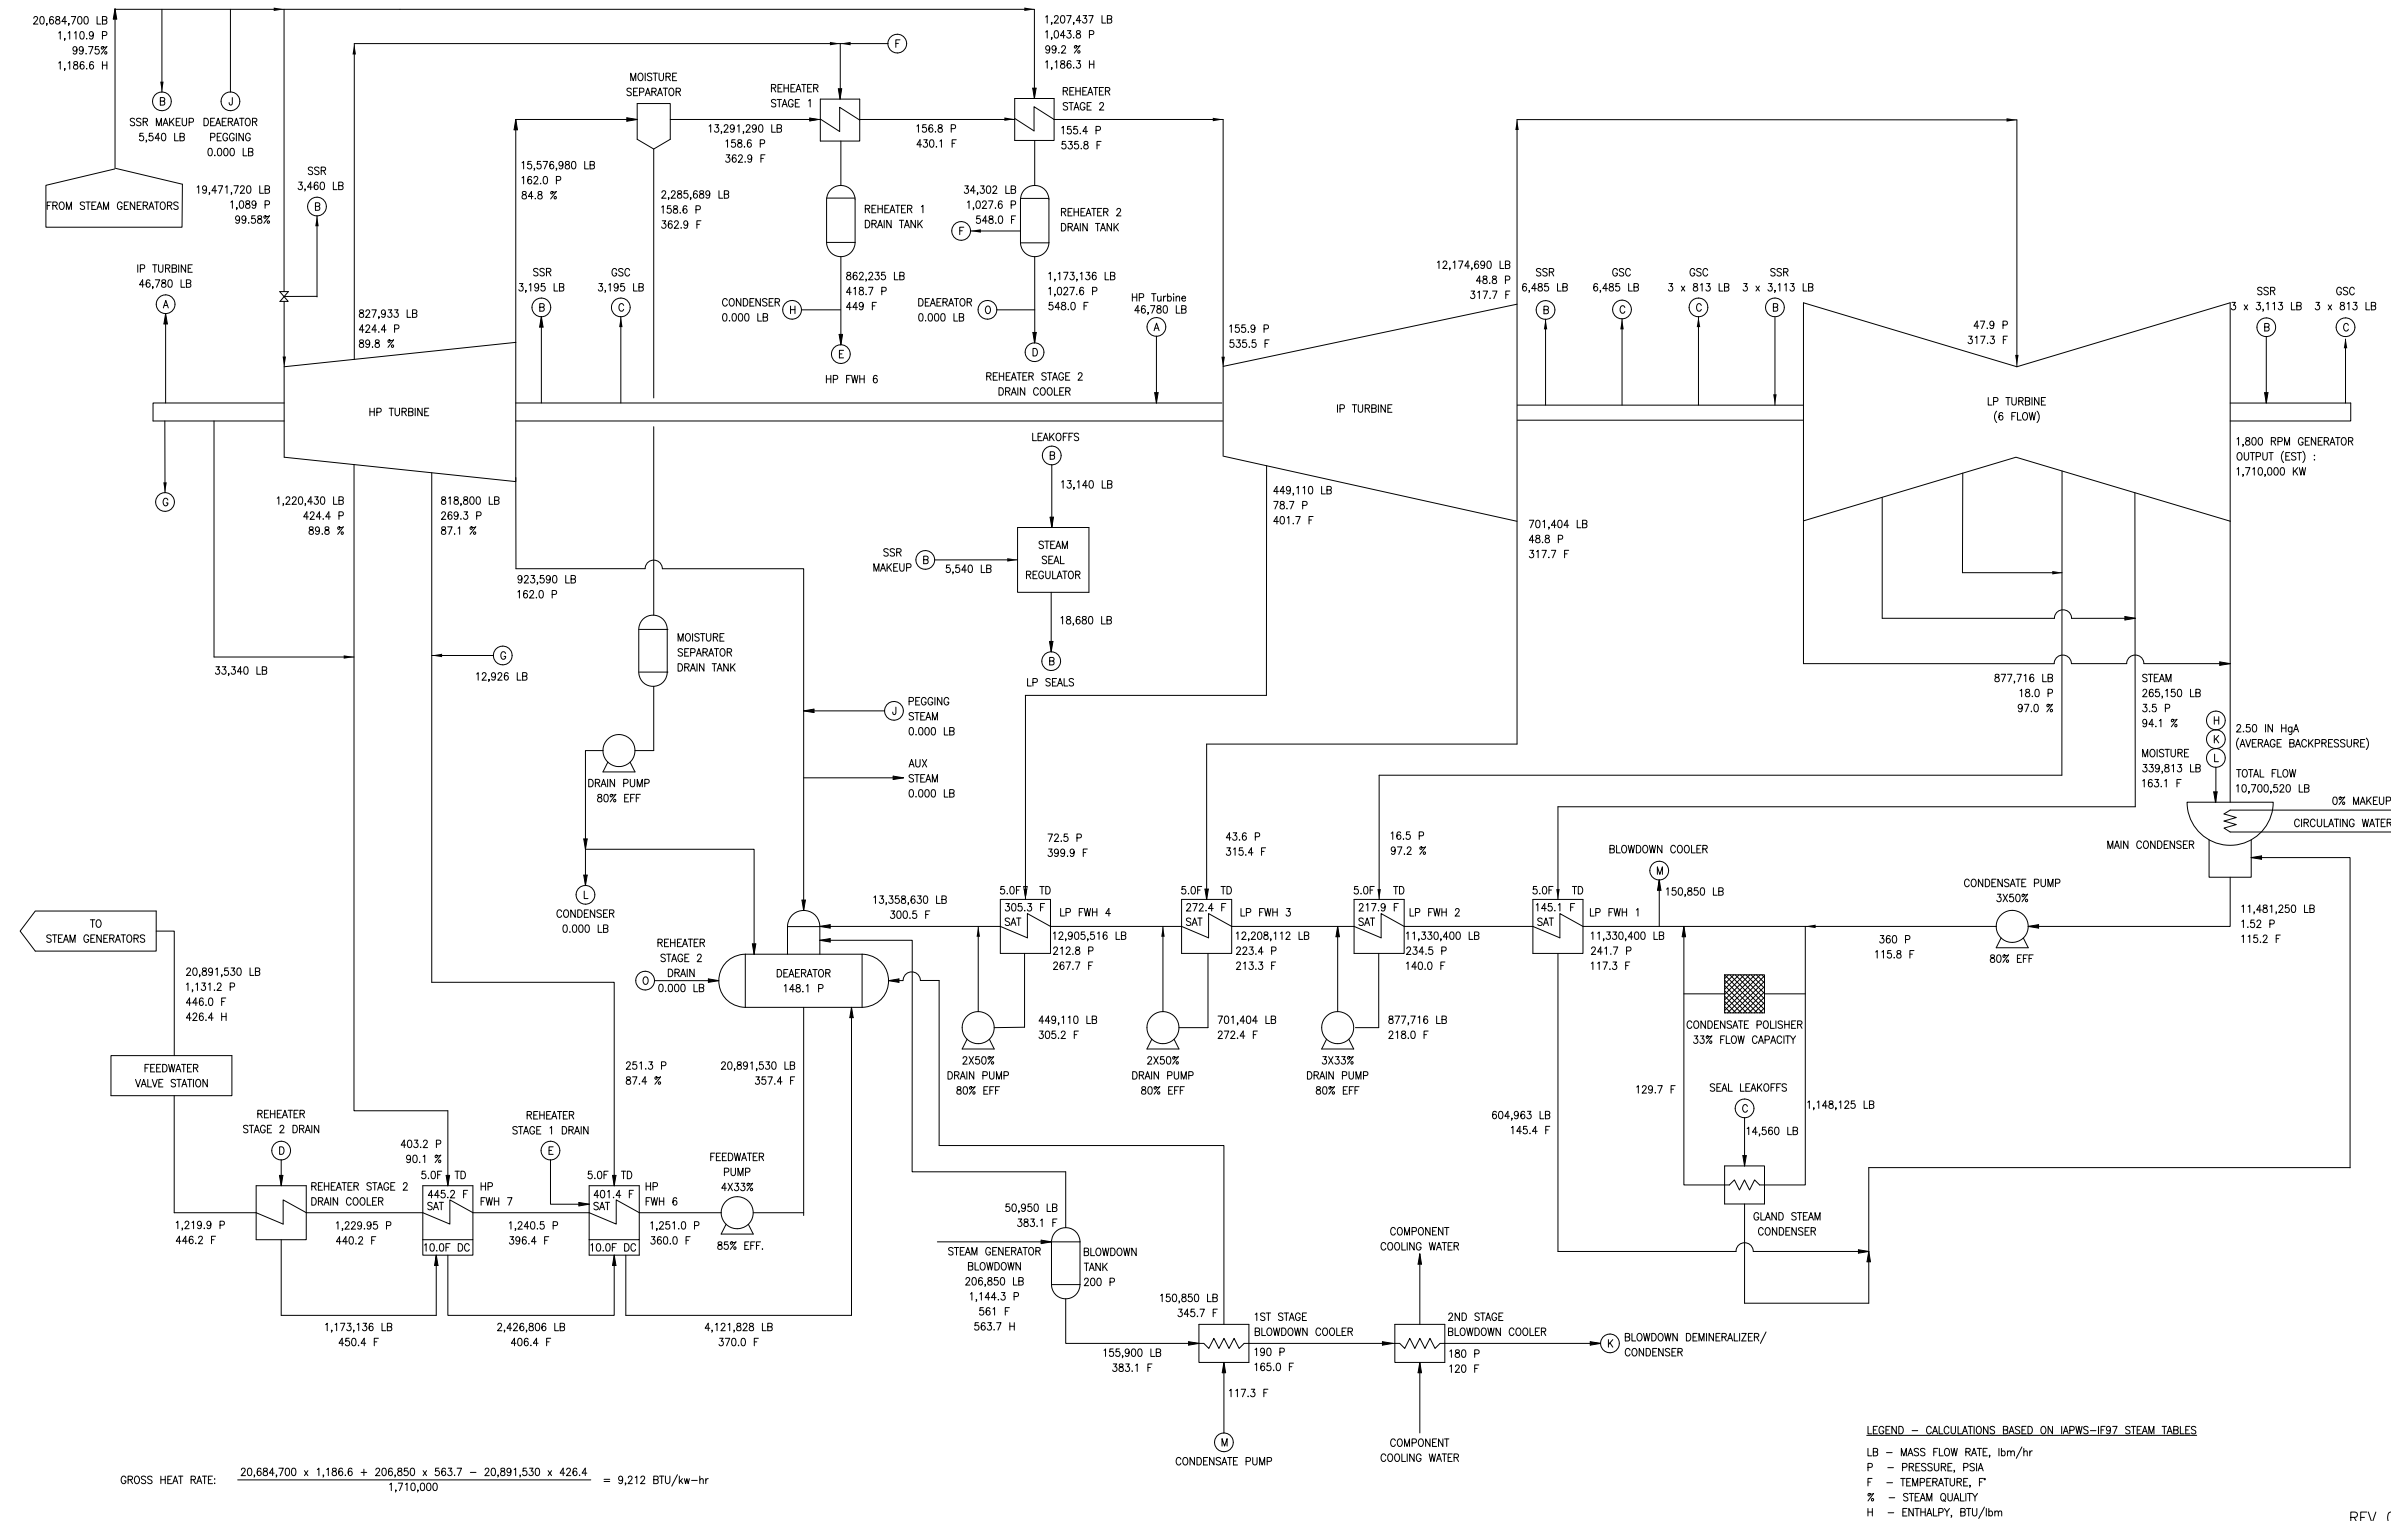 20,684,700 LB
1,110.9 P
99.75%
1,186.6 H
B
SSR MAKEUP
5,540 LB
J
DEAERATOR
PEGGING
0.000 LB
FROM STEAM GENERATORS
19,471,720 LB
1,089 P
99.58%
SSR
3,460 LB
B
IP TURBINE
46,780 LB
A
F
827,933 LB
424.4 P
89.8 %
MOISTURE
SEPARATOR
15,576,980 LB
162.0 P
84.8 %
2,285,689 LB
158.6 P
362.9 F
13,291,290 LB
158.6 P
362.9 F
REHEATER
STAGE 1
156.8 P
430.1 F
1,207,437 LB
1,043.8 P
99.2 %
1,186.3 H
REHEATER
STAGE 2
155.4 P
535.8 F
REHEATER 1
DRAIN TANK
34,302 LB
1,027.6 P
548.0 F
F
REHEATER 2
DRAIN TANK
SSR
3,195 LB
B
GSC
3,195 LB
C
CONDENSER
0.000 LB
H
862,235 LB
418.7 P
449 F
E
HP FWH 6
DEAERATOR
0.000 LB
O
1,173,136 LB
1,027.6 P
548.0 F
D
REHEATER STAGE 2
DRAIN COOLER
HP Turbine
46,780 LB
A
155.9 P
535.5 F
12,174,690 LB
48.8 P
317.7 F
SSR
6,485 LB
B
GSC
6,485 LB
C
GSC
3 x 813 LB
C
SSR
3 x 3,113 LB
B
47.9 P
317.3 F
SSR
3 x 3,113 LB
B
GSC
3 x 813 LB
C
HP TURBINE
IP TURBINE
LP TURBINE
(6 FLOW)
1,800 RPM GENERATOR
OUTPUT (EST) :
1,710,000 KW
G
1,220,430 LB
424.4 P
89.8 %
818,800 LB
269.3 P
87.1 %
LEAKOFFS
B
13,140 LB
449,110 LB
78.7 P
401.7 F
701,404 LB
48.8 P
317.7 F
STEAM
SEAL
REGULATOR
SSR
MAKEUP
B
5,540 LB
18,680 LB
B
LP SEALS
923,590 LB
162.0 P
33,340 LB
G
12,926 LB
MOISTURE
SEPARATOR
DRAIN TANK
J
PEGGING
STEAM
0.000 LB
AUX
STEAM
0.000 LB
DRAIN PUMP
80% EFF
877,716 LB
18.0 P
97.0 %
STEAM
265,150 LB
3.5 P
94.1 %
MOISTURE
339,813 LB
163.1 F
H
K
L
2.50 IN HgA
(AVERAGE BACKPRESSURE)
TOTAL FLOW
10,700,520 LB
0% MAKEUP
CIRCULATING WATER
MAIN CONDENSER
L
CONDENSER
0.000 LB
72.5 P
399.9 F
43.6 P
315.4 F
16.5 P
97.2 %
BLOWDOWN COOLER
M
150,850 LB
CONDENSATE PUMP
3X50%
80% EFF
11,481,250 LB
1.52 P
115.2 F
360 P
115.8 F
13,358,630 LB
300.5 F
5.0F TD
305.3 F
SAT
LP FWH 4
12,905,516 LB
212.8 P
267.7 F
5.0F TD
272.4 F
SAT
LP FWH 3
12,208,112 LB
223.4 P
213.3 F
5.0F TD
217.9 F
SAT
LP FWH 2
11,330,400 LB
234.5 P
140.0 F
5.0F TD
145.1 F
SAT
LP FWH 1
11,330,400 LB
241.7 P
117.3 F
TO
STEAM GENERATORS
20,891,530 LB
1,131.2 P
446.0 F
426.4 H
REHEATER
STAGE 2
DRAIN
0.000 LB
O
DEAERATOR
148.1 P
449,110 LB
305.2 F
2X50%
DRAIN PUMP
80% EFF
701,404 LB
272.4 F
2X50%
DRAIN PUMP
80% EFF
877,716 LB
218.0 F
3X33%
DRAIN PUMP
80% EFF
CONDENSATE POLISHER
33% FLOW CAPACITY
129.7 F
SEAL LEAKOFFS
C
14,560 LB
1,148,125 LB
GLAND STEAM
CONDENSER
604,963 LB
145.4 F
FEEDWATER
VALVE STATION
251.3 P
87.4 %
20,891,530 LB
357.4 F
REHEATER
STAGE 2 DRAIN
D
403.2 P
90.1 %
REHEATER
STAGE 1 DRAIN
E
FEEDWATER
PUMP
4X33%
85% EFF.
REHEATER STAGE 2
DRAIN COOLER
5.0F TD
445.2 F
SAT
10.0F DC
HP
FWH 7
5.0F TD
401.4 F
SAT
10.0F DC
HP
FWH 6
1,219.9 P
446.2 F
1,229.95 P
440.2 F
1,240.5 P
396.4 F
1,251.0 P
360.0 F
1,173,136 LB
450.4 F
2,426,806 LB
406.4 F
4,121,828 LB
370.0 F
50,950 LB
383.1 F
STEAM GENERATOR
BLOWDOWN
206,850 LB
1,144.3 P
561 F
563.7 H
BLOWDOWN
TANK
200 P
155,900 LB
383.1 F
150,850 LB
345.7 F
1ST STAGE
BLOWDOWN COOLER
190 P
165.0 F
117.3 F
M
CONDENSATE PUMP
COMPONENT
COOLING WATER
2ND STAGE
BLOWDOWN COOLER
180 P
120 F
COMPONENT
COOLING WATER
K
BLOWDOWN DEMINERALIZER/
CONDENSER
GROSS HEAT RATE:
20,684,700 x 1,186.6 + 206,850 x 563.7 – 20,891,530 x 426.4
1,710,000
= 9,212 BTU/kw–hr
LEGEND – CALCULATIONS BASED ON IAPWS–IF97 STEAM TABLES
LB – MASS FLOW RATE, lbm/hr
P – PRESSURE, PSIA
F – TEMPERATURE, F°
% – STEAM QUALITY
H – ENTHALPY, BTU/lbm
REV